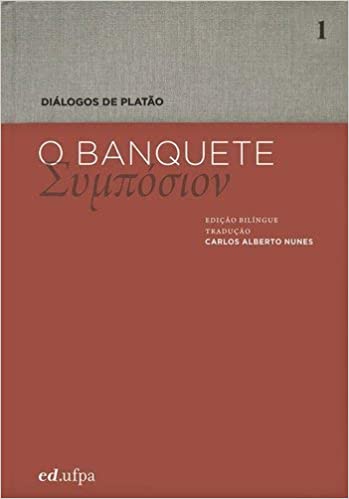 1
DIÁLOGOS DE PLATÃO
O BANQUETE
Συμπόσιον
EDIÇÃO BILÍNGUE
TRADUÇÃO
CARLOS ALBERTO NUNES
ed.ufpa